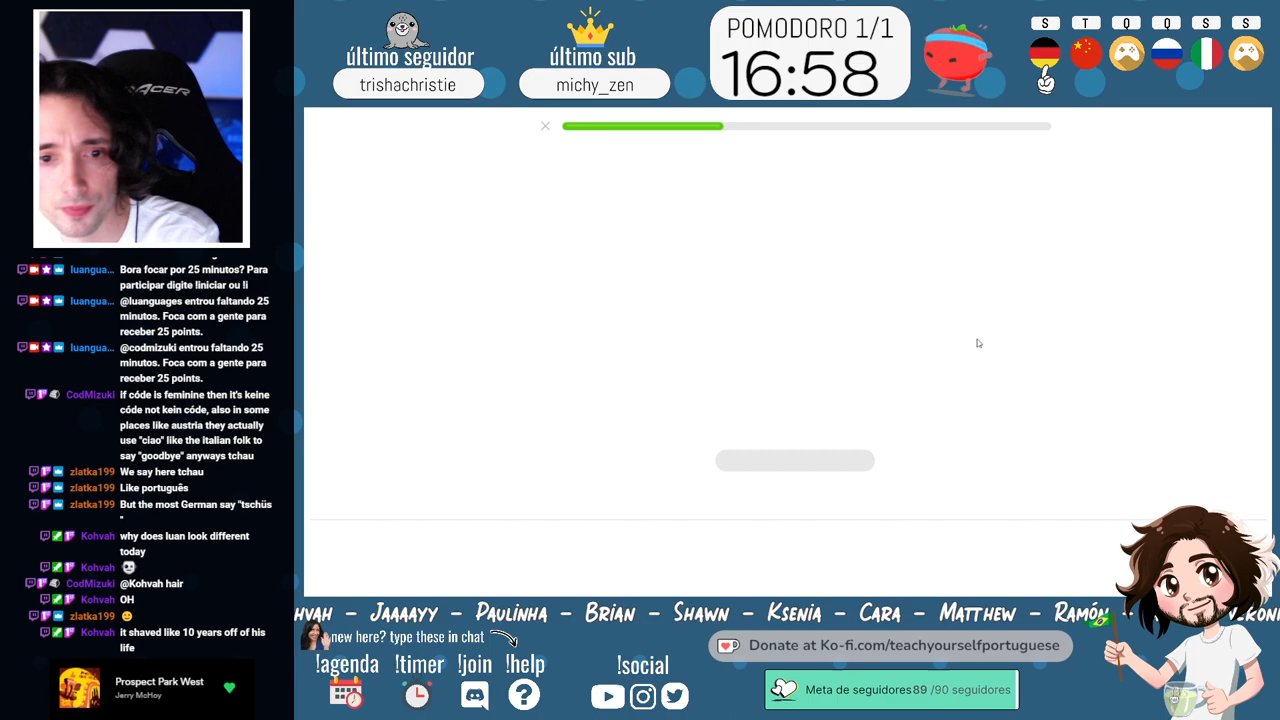 último seguidor
trishachristie
último sub
michy_zen
POMODORO 1/1
16:58
S T Q Q S S
ACER
luangua... Bora focar por 25 minutos? Para
participar digite !iniciar ou !i
luangua... @luanguages entrou faltando 25
minutos. Foca com a gente para
receber 25 points.
luangua... @codmizuki entrou faltando 25
minutos. Foca com a gente para
receber 25 points.
CodMizuki if códe is feminine then it's keine
códe not kein códe, also in some
places like austria they actually
use "ciao" like the italian folk to
say "goodbye" anyways tchau
zlatka199 We say here tchau
zlatka199 Like português
zlatka199 But the most German say "tschüs
"
Kohvah why does luan look different
today
Kohvah
CodMizuki @Kohvah hair
Kohvah OH
zlatka199
Kohvah it shaved like 10 years off of his
life
Prospect Park West
Jerry McHoy
HVAH – JAAAYY – PAULINHA – BRIAN – SHAWN – KSENIA – CARA – MATTHEW – RAMÓN
new here? type these in chat
!agenda !timer !join !help !social
Donate at Ko-fi.com/teachyourselfportuguese
Meta de seguidores 89 /90 seguidores